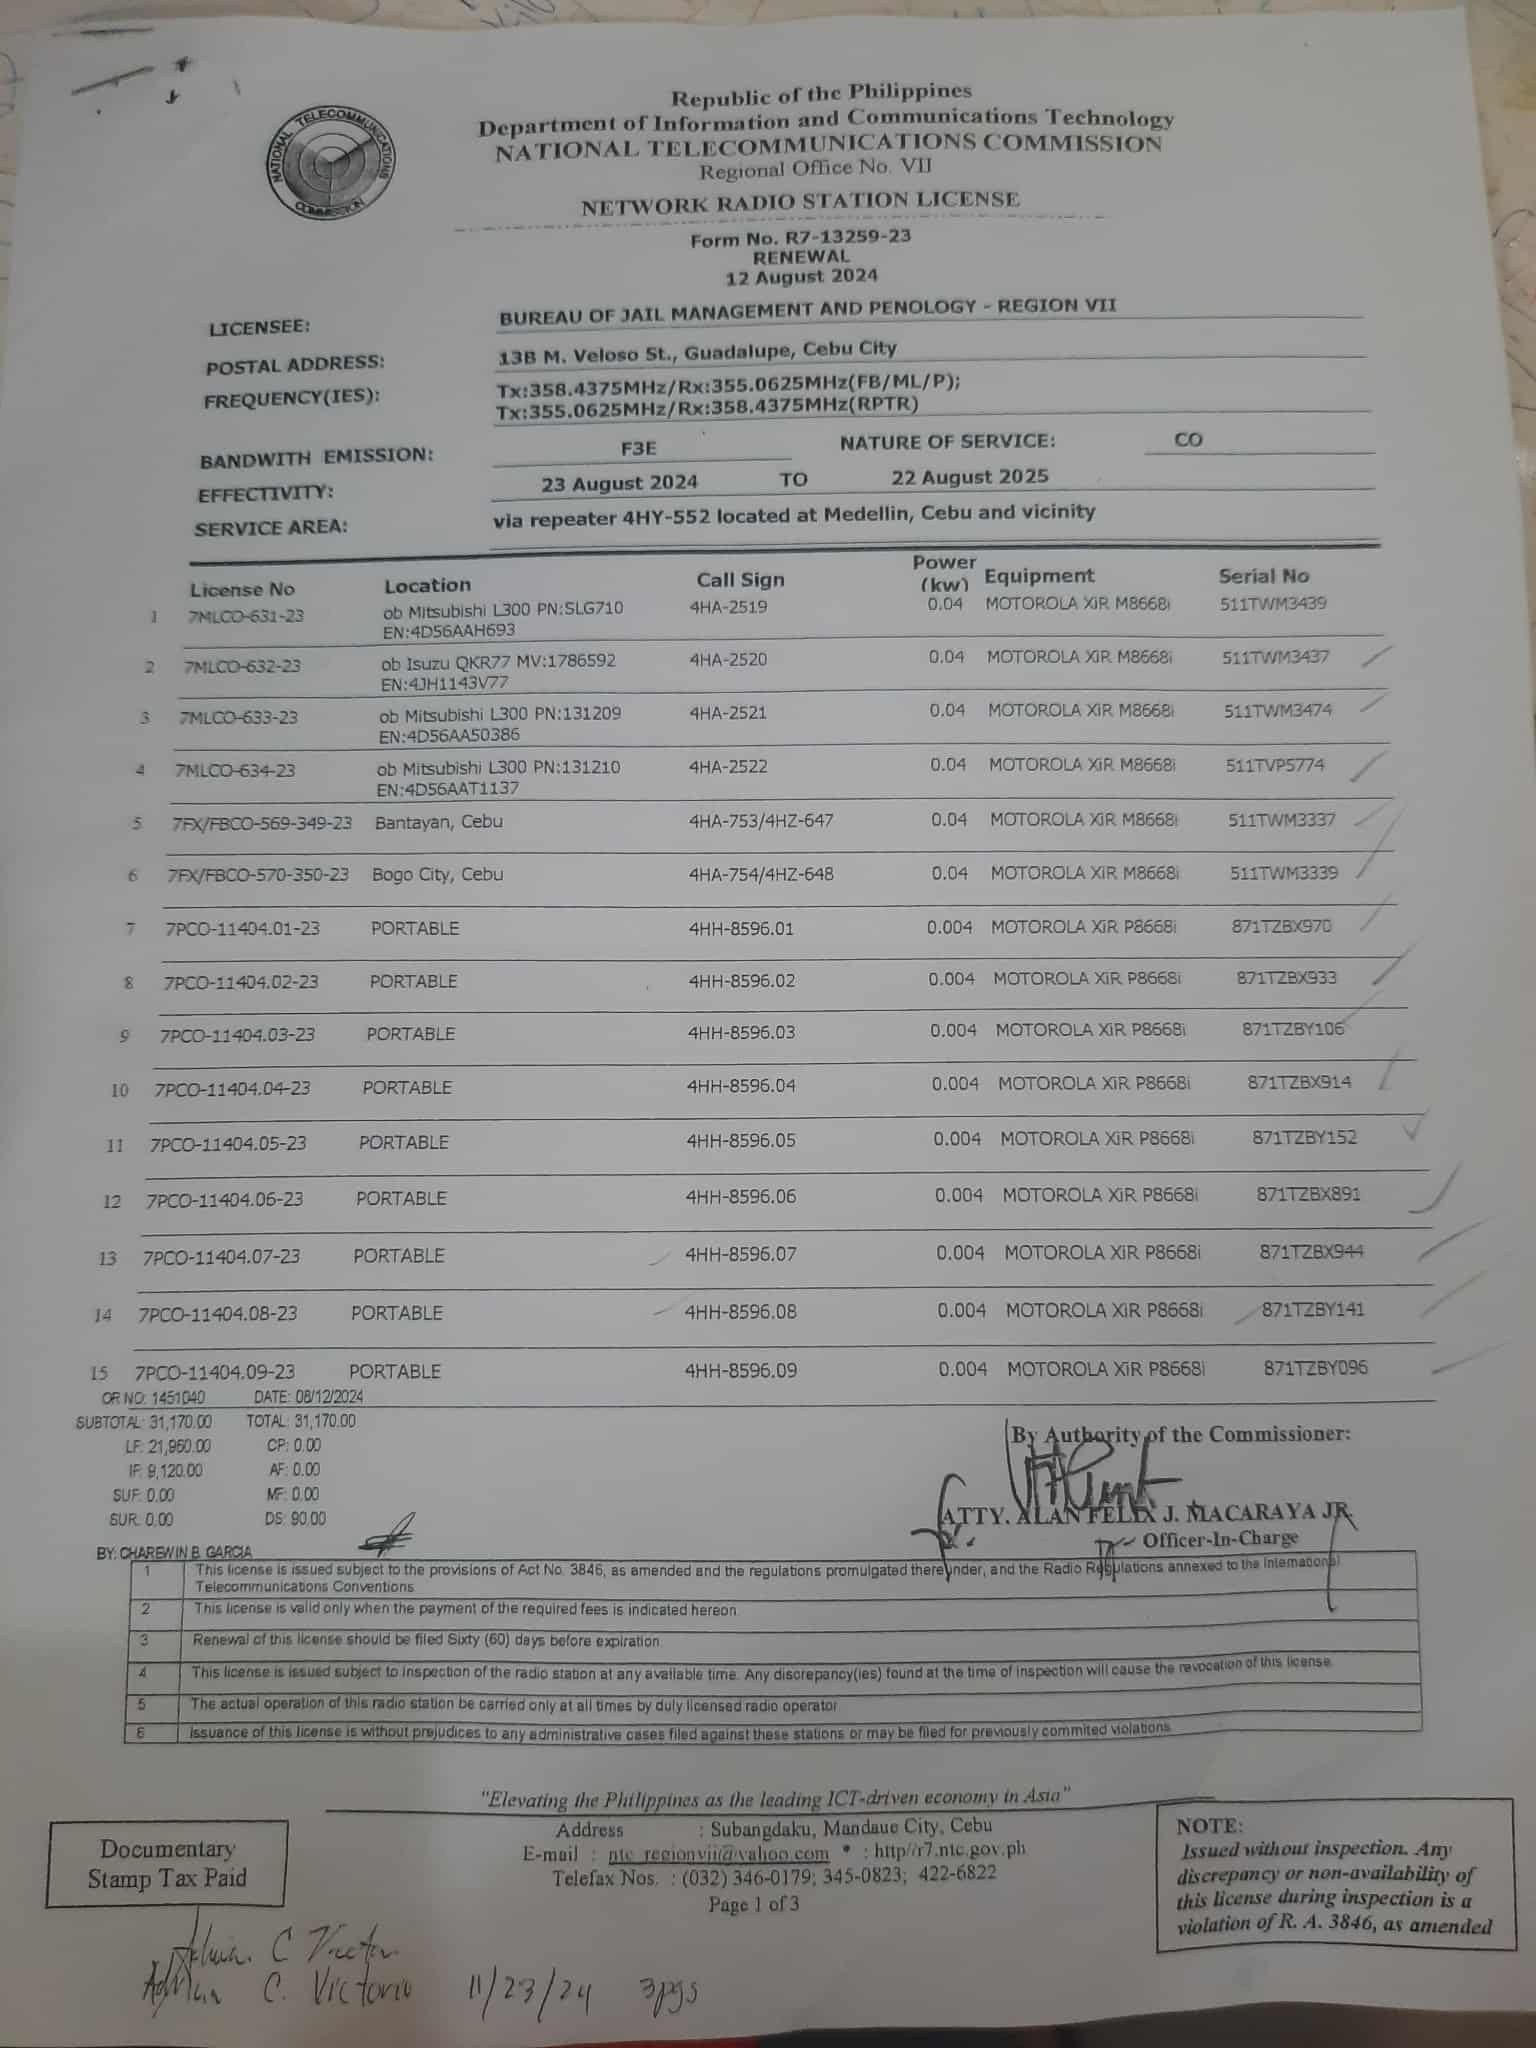 NATIONAL TELECOMMUNICATIONS COMMISSION
Republic of the Philippines
Department of Information and Communications Technology
NATIONAL TELECOMMUNICATIONS COMMISSION
Regional Office No. VII
NETWORK RADIO STATION LICENSE
Form No. R7-13259-23
RENEWAL
12 August 2024
LICENSEE: BUREAU OF JAIL MANAGEMENT AND PENOLOGY - REGION VII
POSTAL ADDRESS: 13B M. Veloso St., Guadalupe, Cebu City
FREQUENCY(IES): Tx:358.4375MHz/Rx:355.0625MHz(FB/ML/P);
Tx:355.0625MHz/Rx:358.4375MHz(RPTR)
BANDWITH EMISSION: F3E NATURE OF SERVICE: CO
EFFECTIVITY: 23 August 2024 TO 22 August 2025
SERVICE AREA: via repeater 4HY-552 located at Medellin, Cebu and vicinity
License No Location Call Sign Power (kw) Equipment Serial No
1 7MLCO-631-23 ob Mitsubishi L300 PN:SLG710 4HA-2519 0.04 MOTOROLA XiR M8668i 511TWM3439
EN:4D56AAH693
2 7MLCO-632-23 ob Isuzu QKR77 MV:1786592 4HA-2520 0.04 MOTOROLA XiR M8668i 511TWM3437
EN:4JH1143V77
3 7MLCO-633-23 ob Mitsubishi L300 PN:131209 4HA-2521 0.04 MOTOROLA XiR M8668i 511TWM3474
EN:4D56AA50386
4 7MLCO-634-23 ob Mitsubishi L300 PN:131210 4HA-2522 0.04 MOTOROLA XiR M8668i 511TVP5774
EN:4D56AAT1137
5 7FX/FBCO-569-349-23 Bantayan, Cebu 4HA-753/4HZ-647 0.04 MOTOROLA XiR M8668i 511TWM3337
6 7FX/FBCO-570-350-23 Bogo City, Cebu 4HA-754/4HZ-648 0.04 MOTOROLA XiR M8668i 511TWM3339
7 7PCO-11404.01-23 PORTABLE 4HH-8596.01 0.004 MOTOROLA XiR P8668i 871TZBX970
8 7PCO-11404.02-23 PORTABLE 4HH-8596.02 0.004 MOTOROLA XiR P8668i 871TZBX933
9 7PCO-11404.03-23 PORTABLE 4HH-8596.03 0.004 MOTOROLA XiR P8668i 871TZBY106
10 7PCO-11404.04-23 PORTABLE 4HH-8596.04 0.004 MOTOROLA XiR P8668i 871TZBX914
11 7PCO-11404.05-23 PORTABLE 4HH-8596.05 0.004 MOTOROLA XiR P8668i 871TZBY152
12 7PCO-11404.06-23 PORTABLE 4HH-8596.06 0.004 MOTOROLA XiR P8668i 871TZBX891
13 7PCO-11404.07-23 PORTABLE 4HH-8596.07 0.004 MOTOROLA XiR P8668i 871TZBX944
14 7PCO-11404.08-23 PORTABLE 4HH-8596.08 0.004 MOTOROLA XiR P8668i 871TZBY141
15 7PCO-11404.09-23 PORTABLE 4HH-8596.09 0.004 MOTOROLA XiR P8668i 871TZBY096
OR NO: 1451040 DATE: 08/12/2024
SUBTOTAL: 31,170.00 TOTAL: 31,170.00
LF: 21,960.00 CP: 0.00
IF: 9,120.00 AF: 0.00
SUF: 0.00 MF: 0.00
SUR: 0.00 DS: 90.00
BY: CHAREWIN B. GARCIA
By Authority of the Commissioner:
ATTY. ALAN FELIX J. MACARAYA JR.
Officer-In-Charge
1 This license is issued subject to the provisions of Act No. 3846, as amended and the regulations promulgated thereunder, and the Radio Regulations annexed to the International
Telecommunications Conventions
2 This license is valid only when the payment of the required fees is indicated hereon.
3 Renewal of this license should be filed Sixty (60) days before expiration
4 This license is issued subject to inspection of the radio station at any available time. Any discrepancy(ies) found at the time of inspection will cause the revocation of this license.
5 The actual operation of this radio station be carried only at all times by duly licensed radio operator
6 Issuance of this license is without prejudices to any administrative cases filed against these stations or may be filed for previously commited violations.
"Elevating the Philippines as the leading ICT-driven economy in Asia"
Address : Subangdaku, Mandaue City, Cebu
E-mail : ntc_regionvii@yahoo.com * : http//r7.ntc.gov.ph
Telefax Nos. : (032) 346-0179; 345-0823; 422-6822
Page 1 of 3
Documentary
Stamp Tax Paid
NOTE:
Issued without inspection. Any
discrepancy or non-availability of
this license during inspection is a
violation of R. A. 3846, as amended
C. Victorio 11/23/24 3pgs